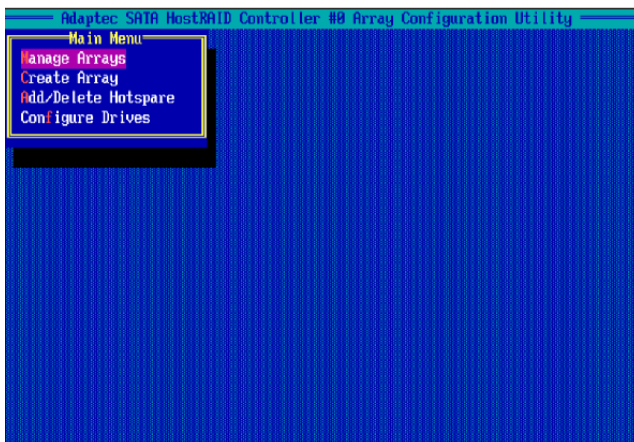 Adaptec SATA HostRAID Controller #0 Array Configuration Utility
Main Menu
Manage Arrays
Create Array
Add/Delete Hotspare
Configure Drives